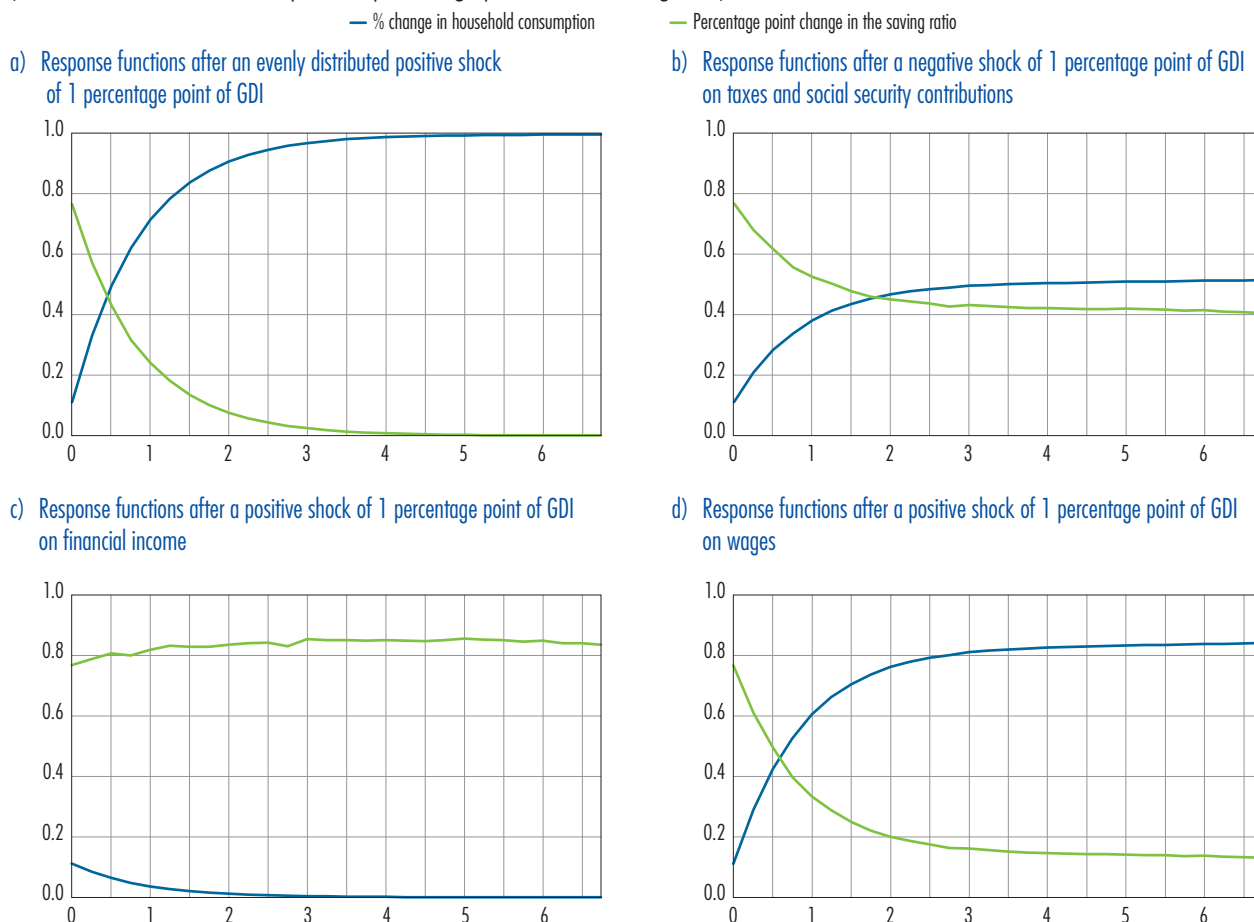 % change in household consumption
Percentage point change in the saving ratio
a) Response functions after an evenly distributed positive shock
of 1 percentage point of GDI
1.0
0.8
0.6
0.4
0.2
0.0
0 1 2 3 4 5 6
b) Response functions after a negative shock of 1 percentage point of GDI
on taxes and social security contributions
1.0
0.8
0.6
0.4
0.2
0.0
0 1 2 3 4 5 6
c) Response functions after a positive shock of 1 percentage point of GDI
on financial income
1.0
0.8
0.6
0.4
0.2
0.0
0 1 2 3 4 5 6
d) Response functions after a positive shock of 1 percentage point of GDI
on wages
1.0
0.8
0.6
0.4
0.2
0.0
0 1 2 3 4 5 6